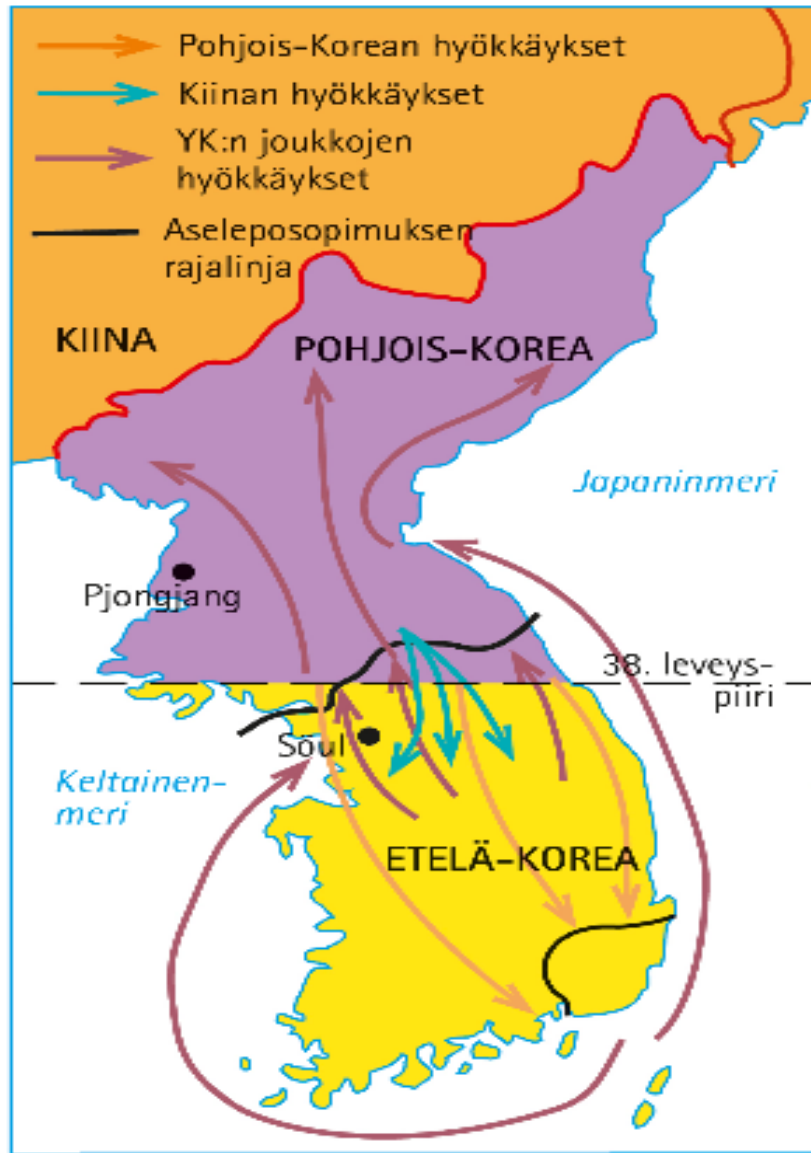 Pohjois-Korean hyökkäykset
Kiinan hyökkäykset
YK:n joukkojen
hyökkäykset
Aseleposopimuksen
rajalinja
KIINA
POHJOIS-KOREA
Japaninmeri
Pjongjang
38. leveys-
piiri
Söul
Keltainen-
meri
ETELÄ-KOREA